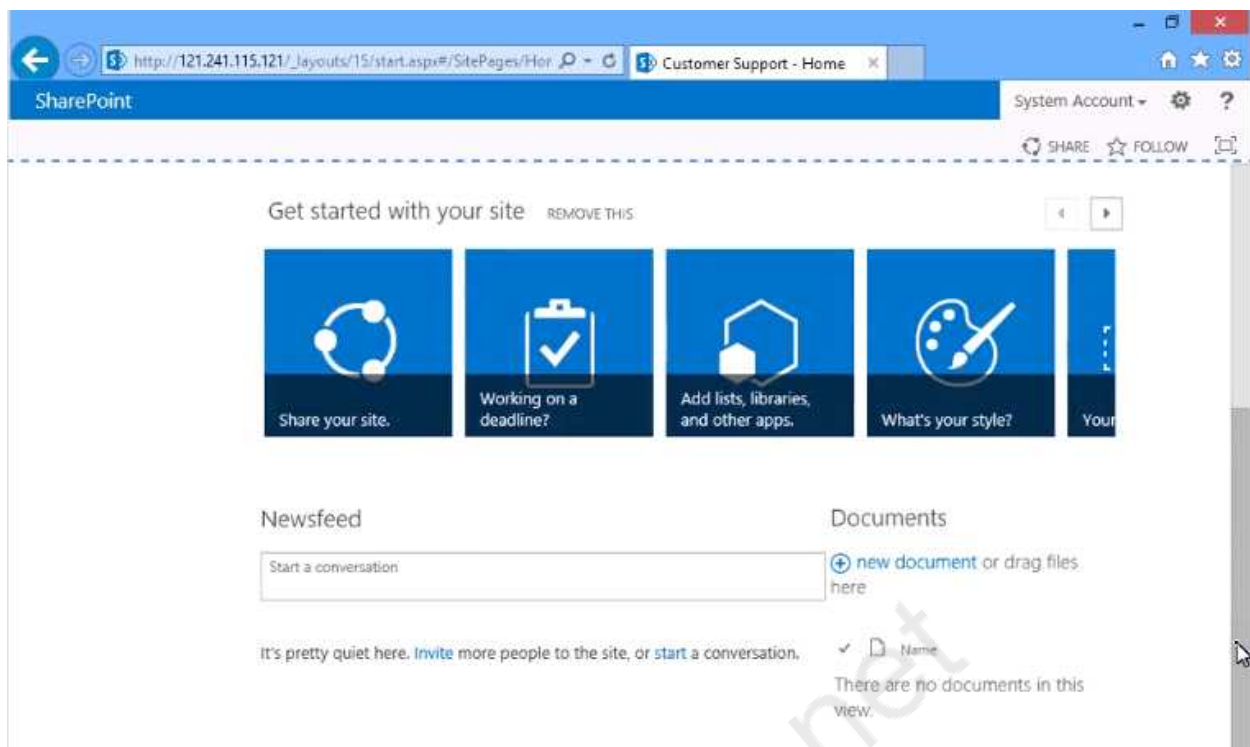 http://121.241.115.121/_layouts/15/start.aspx#/SitePages/Hor
Customer Support - Home
SharePoint
System Account
?
SHARE
FOLLOW
Get started with your site
REMOVE THIS
Share your site.
Working on a
deadline?
Add lists, libraries,
and other apps.
What's your style?
Your
Newsfeed
Start a conversation
It's pretty quiet here. Invite more people to the site, or start a conversation.
Documents
new document or drag files
here
Name
There are no documents in this
view.
net